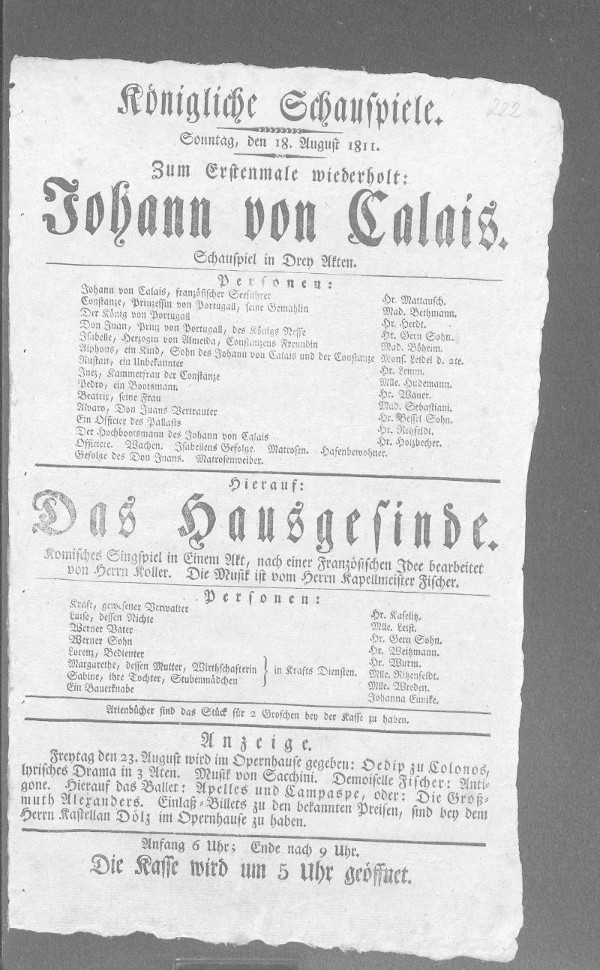 222
Königliche Schauspiele.
Sonntag, den 18. August 1811.
Zum Erstenmale wiederholt:
Johann von Calais.
Schauspiel in Drey Akten.
Personen:
Johann von Calais, französischer Seefahrer Hr. Mattausch.
Constanze, Prinzessin von Portugall, seine Gemahlin Mad. Bethmann.
Der König von Portugall Hr. Herdt.
Don Juan, Prinz von Portugall, des Königs Neffe Hr. Gern Sohn.
Isabelle, Herzogin von Almeida, Constanzens Freundin Mad. Böheim.
Alphons, ein Kind, Sohn des Johann von Calais und der Constanze Mons. Leidel d. 2te.
Rustan, ein Unbekannter Hr. Lemm.
Inez, Kammerfrau der Constanze Mlle. Hudemann.
Pedro, ein Bootsmann. Hr. Wauer.
Beatrix, seine Frau Mad. Sebastiani.
Alvaro, Don Juans Vertrauter Hr. Bessel Sohn.
Ein Officier des Pallasts Hr. Rehfeldt.
Der Hochbootsmann des Johann von Calais Hr. Holzbecher.
Officiere. Wachen. Isabellens Gefolge. Matrosen. Hafenbewohner.
Gefolge des Don Juans. Matrosenweiber.
Hierauf:
Das Hausgesinde.
Komisches Singspiel in Einem Akt, nach einer Französischen Idee bearbeitet
von Herrn Koller. Die Musik ist vom Herrn Kapellmeister Fischer.
Personen:
Kraft, gewesener Verwalter Hr. Kaselitz.
Luise, dessen Nichte Mlle. Leist.
Werner Vater Hr. Gern Sohn.
Werner Sohn Hr. Weitzmann.
Lorenz, Bedienter Hr. Wurm.
Margarethe, dessen Mutter, Wirthschafterin } in Krafts Diensten. Mlle. Ritzenfeldt.
Sabine, ihre Tochter, Stubenmädchen Mlle. Wreden.
Ein Bauerknabe Johanna Eunike.
Arienbücher sind das Stück für 2 Groschen bey der Kasse zu haben.
Anzeige.
Freytag den 23. August wird im Opernhause gegeben: Oedip zu Colonos,
lyrisches Drama in 3 Aten. Musik von Sacchini. Demoiselle Fischer: Anti-
gone. Hierauf das Ballet: Apelles und Campaspe, oder: Die Groß-
muth Alexanders. Einlaß-Billets zu den bekannten Preisen, sind bey dem
Herrn Kastellan Dölz im Opernhause zu haben.
Anfang 6 Uhr; Ende nach 9 Uhr.
Die Kasse wird um 5 Uhr geöffnet.